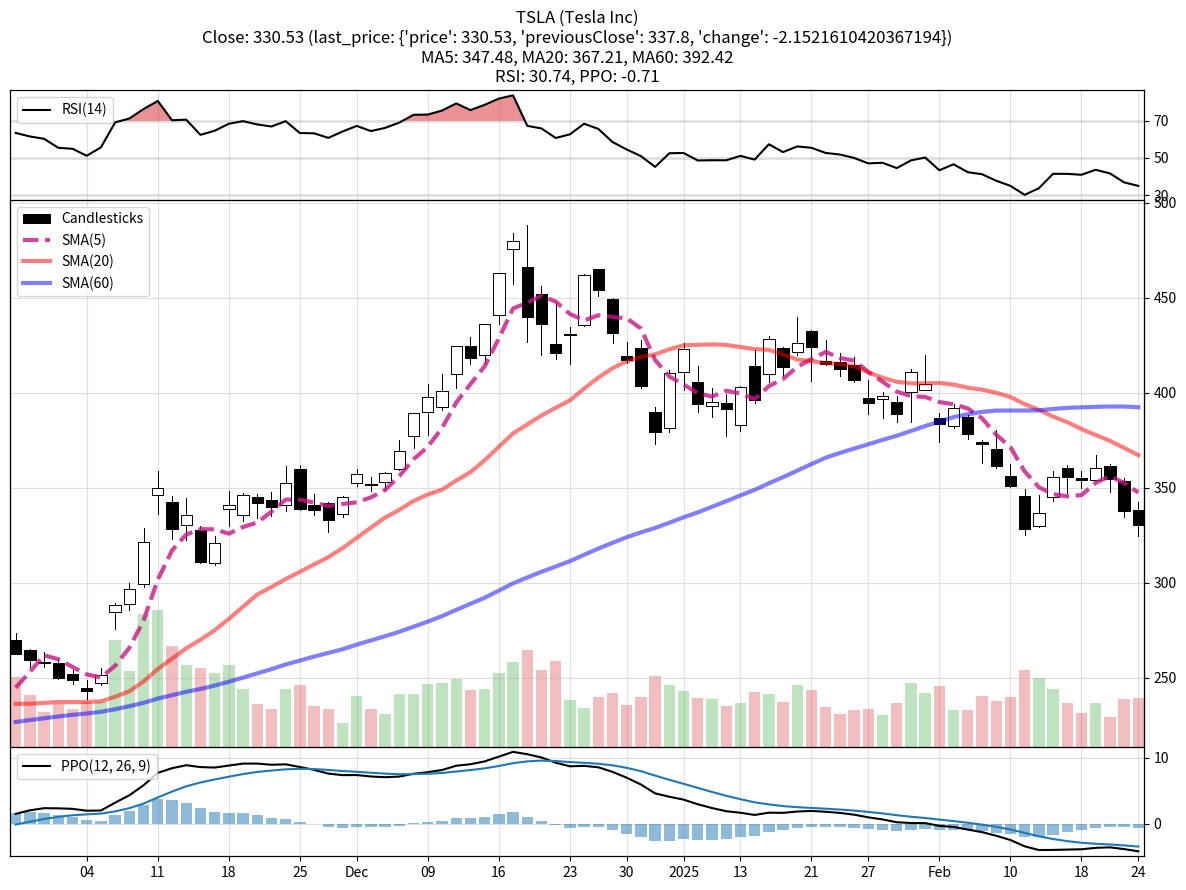 TSLA (Tesla Inc)
Close: 330.53 (last_price: {'price': 330.53, 'previousClose': 337.8, 'change': -2.1521610420367194})
MA5: 347.48, MA20: 367.21, MA60: 392.42
RSI: 30.74, PPO: -0.71
RSI(14)
70
50
30
Candlesticks
SMA(5)
SMA(20)
SMA(60)
500
450
400
350
300
250
PPO(12, 26, 9)
10
0
04 11 18 25 Dec 09 16 23 30 2025 13 21 27 Feb 10 18 24